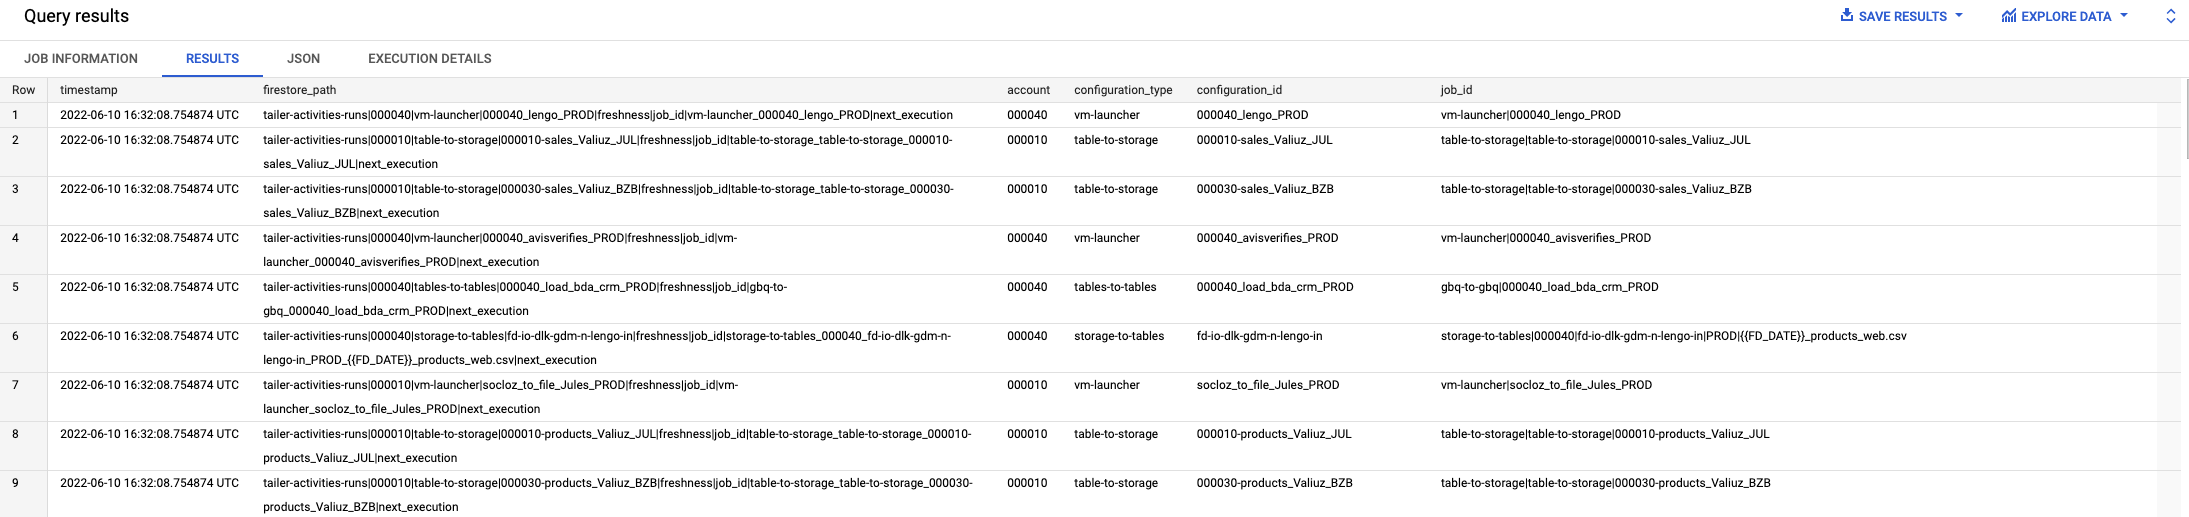 Query results
SAVE RESULTS
EXPLORE DATA
JOB INFORMATION RESULTS JSON EXECUTION DETAILS
Row timestamp firestore_path account configuration_type configuration_id job_id
1 2022-06-10 16:32:08.754874 UTC tailer-activities-runs|000040|vm-launcher|000040_lengo_PROD|freshness|job_id|vm-launcher_000040_lengo_PROD|next_execution 000040 vm-launcher 000040_lengo_PROD vm-launcher|000040_lengo_PROD
2 2022-06-10 16:32:08.754874 UTC tailer-activities-runs|000010|table-to-storage|000010-sales_Valiuz_JUL|freshness|job_id|table-to-storage_table-to-storage_000010- 000010 table-to-storage 000010-sales_Valiuz_JUL table-to-storage|table-to-storage|000010-sales_Valiuz_JUL
sales_Valiuz_JUL|next_execution
3 2022-06-10 16:32:08.754874 UTC tailer-activities-runs|000010|table-to-storage|000030-sales_Valiuz_BZB|freshness|job_id|table-to-storage_table-to-storage_000030- 000010 table-to-storage 000030-sales_Valiuz_BZB table-to-storage|table-to-storage|000030-sales_Valiuz_BZB
sales_Valiuz_BZB|next_execution
4 2022-06-10 16:32:08.754874 UTC tailer-activities-runs|000040|vm-launcher|000040_avisverifies_PROD|freshness|job_id|vm- 000040 vm-launcher 000040_avisverifies_PROD vm-launcher|000040_avisverifies_PROD
launcher_000040_avisverifies_PROD|next_execution
5 2022-06-10 16:32:08.754874 UTC tailer-activities-runs|000040|tables-to-tables|000040_load_bda_crm_PROD|freshness|job_id|gbq-to- 000040 tables-to-tables 000040_load_bda_crm_PROD gbq-to-gbq|000040_load_bda_crm_PROD
gbq_000040_load_bda_crm_PROD|next_execution
6 2022-06-10 16:32:08.754874 UTC tailer-activities-runs|000040|storage-to-tables|fd-io-dlk-gdm-n-lengo-in|freshness|job_id|storage-to-tables_000040_fd-io-dlk-gdm-n- 000040 storage-to-tables fd-io-dlk-gdm-n-lengo-in storage-to-tables|000040|fd-io-dlk-gdm-n-lengo-in|PROD|{{FD_DATE}}_products_web.csv
lengo-in_PROD_{{FD_DATE}}_products_web.csv|next_execution
7 2022-06-10 16:32:08.754874 UTC tailer-activities-runs|000010|vm-launcher|socloz_to_file_Jules_PROD|freshness|job_id|vm- 000010 vm-launcher socloz_to_file_Jules_PROD vm-launcher|socloz_to_file_Jules_PROD
launcher_socloz_to_file_Jules_PROD|next_execution
8 2022-06-10 16:32:08.754874 UTC tailer-activities-runs|000010|table-to-storage|000010-products_Valiuz_JUL|freshness|job_id|table-to-storage_table-to-storage_000010- 000010 table-to-storage 000010-products_Valiuz_JUL table-to-storage|table-to-storage|000010-products_Valiuz_JUL
products_Valiuz_JUL|next_execution
9 2022-06-10 16:32:08.754874 UTC tailer-activities-runs|000010|table-to-storage|000030-products_Valiuz_BZB|freshness|job_id|table-to-storage_table-to-storage_000030- 000010 table-to-storage 000030-products_Valiuz_BZB table-to-storage|table-to-storage|000030-products_Valiuz_BZB
products_Valiuz_BZB|next_execution